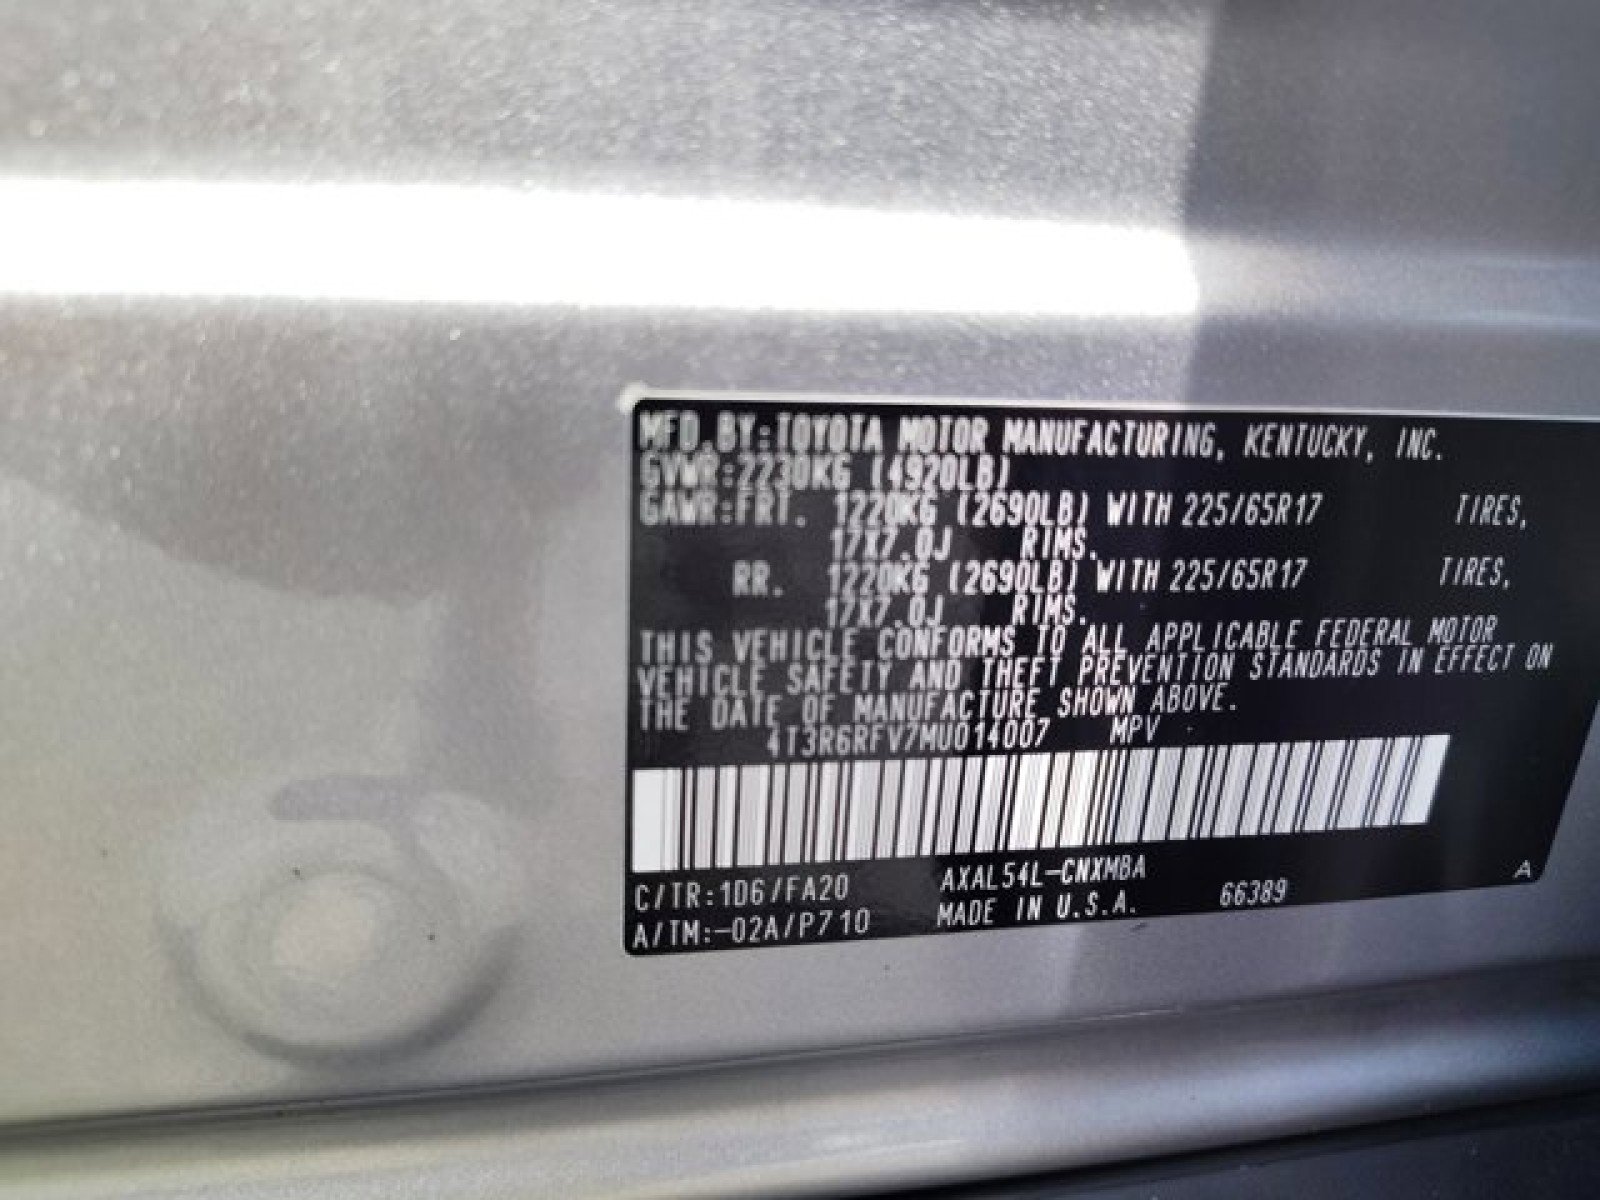 MFD.BY:TOYOTA MOTOR MANUFACTURING, KENTUCKY, INC.
GVWR:2230KG (4920LB)
GAWR:FRT. 1220KG (2690LB) WITH 225/65R17 TIRES,
17X7.0J RIMS.
RR. 1220KG (2690LB) WITH 225/65R17 TIRES,
17X7.0J RIMS.
THIS VEHICLE CONFORMS TO ALL APPLICABLE FEDERAL MOTOR
VEHICLE SAFETY AND THEFT PREVENTION STANDARDS IN EFFECT ON
THE DATE OF MANUFACTURE SHOWN ABOVE.
4T3R6RFV7MU014007 MPV
C/TR:1D6/FA20 AXAL54L-CNXMBA
A/TM:-02A/P710 MADE IN U.S.A. 66389 A